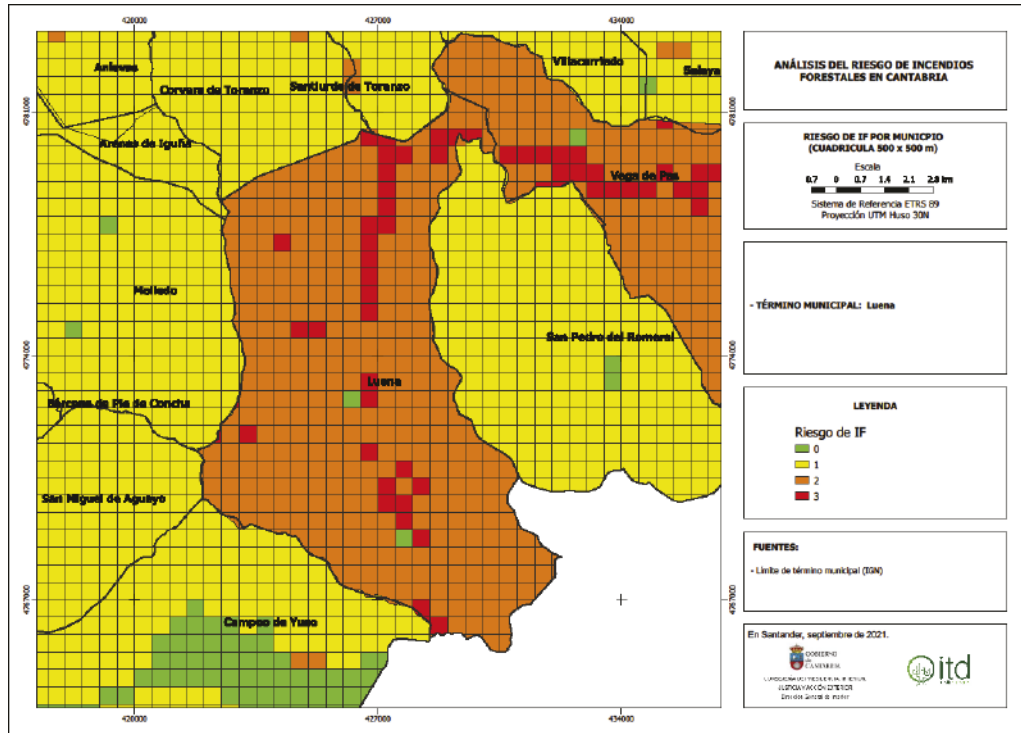 420000 427000 434000
4781000
4774000
4767000
Anievas
Corvera de Toranzo
Santiurde de Toranzo
Villacarriedo
Selaya
Arenas de Iguña
Vega de Pas
Molledo
San Pedro del Romeral
Luena
Bárcena de Pie de Concha
San Miguel de Aguayo
Campoo de Yuso
4781000
4774000
4767000
420000 427000 434000
ANÁLISIS DEL RIESGO DE INCENDIOS
FORESTALES EN CANTABRIA
RIESGO DE IF POR MUNICPIO
(CUADRICULA 500 x 500 m)
Escala
0.7 0 0.7 1.4 2.1 2.8 km
Sistema de Referencia ETRS 89
Proyección UTM Huso 30N
- TÉRMINO MUNICIPAL: Luena
LEYENDA
Riesgo de IF
0
1
2
3
FUENTES:
- Límite de término municipal (IGN)
En Santander, septiembre de 2021.
GOBIERNO
de
CANTABRIA
JUSTICIA Y ACCIÓN EXTERIOR
itd